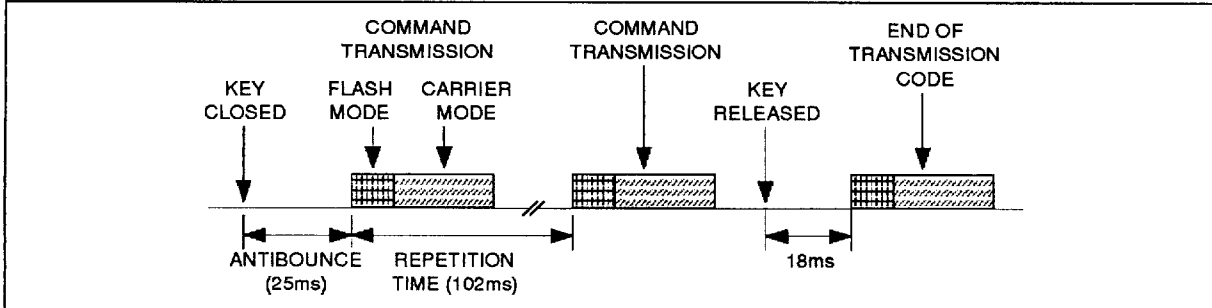 COMMAND
TRANSMISSION
COMMAND
TRANSMISSION
END OF
TRANSMISSION
CODE
KEY
CLOSED
FLASH
MODE
CARRIER
MODE
KEY
RELEASED
ANTIBOUNCE
(25ms)
REPETITION
TIME (102ms)
18ms